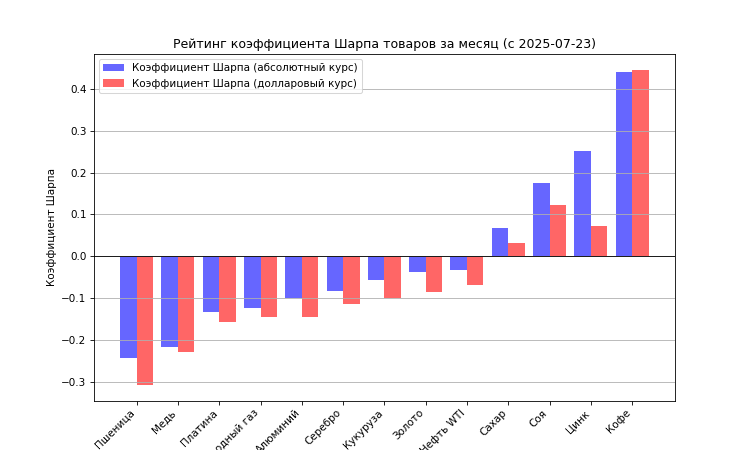 Рейтинг коэффициента Шарпа товаров за месяц (с 2025-07-23)
Коэффициент Шарпа (абсолютный курс)
Коэффициент Шарпа (долларовый курс)
Коэффициент Шарпа
0.4
0.3
0.2
0.1
0.0
−0.1
−0.2
−0.3
Пшеница
Медь
Платина
одный газ
Алюминий
Серебро
Кукуруза
Золото
Нефть WTI
Сахар
Соя
Цинк
Кофе